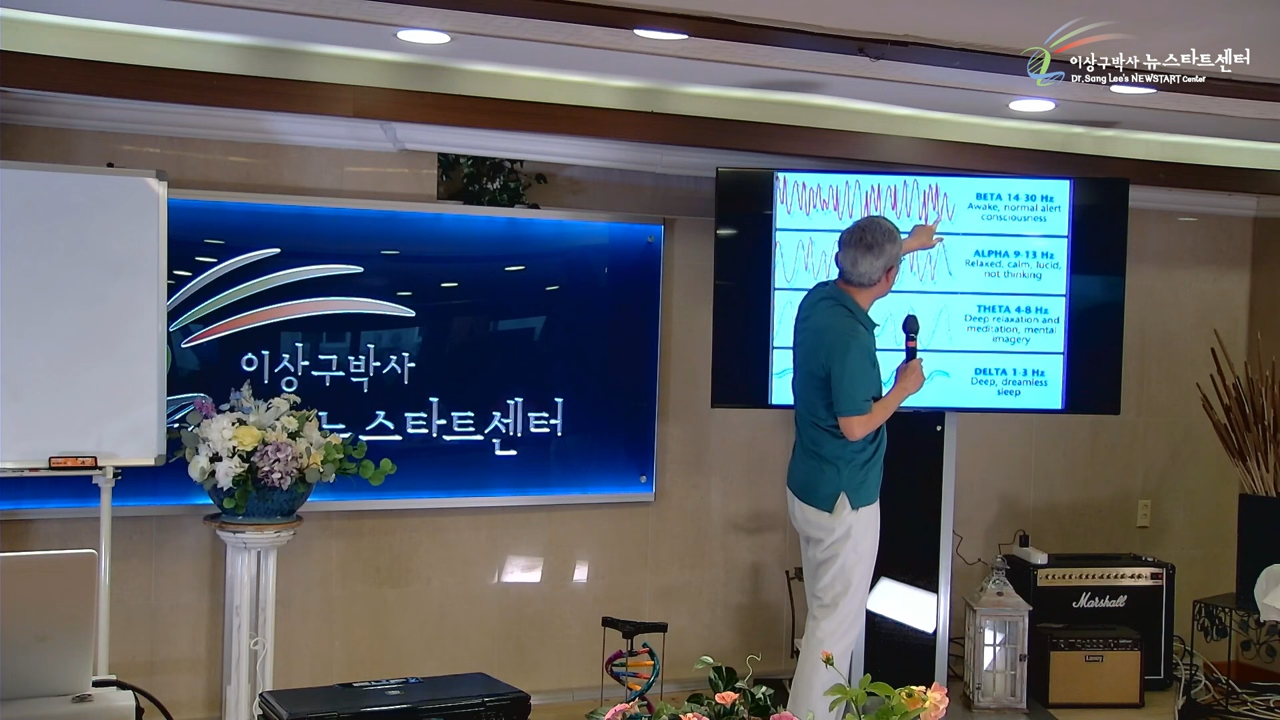 이상구박사 뉴스타트센터
Dr. Sang Lee's NEWSTART Center
BETA 14-30 Hz
Awake, normal alert
consciousness
ALPHA 9-13 Hz
Relaxed, calm, lucid,
not thinking
THETA 4-8 Hz
Deep relaxation and
meditation, mental
imagery
DELTA 1-3 Hz
Deep, dreamless
sleep
이상구박사
뉴스타트센터
Marshall
Laney